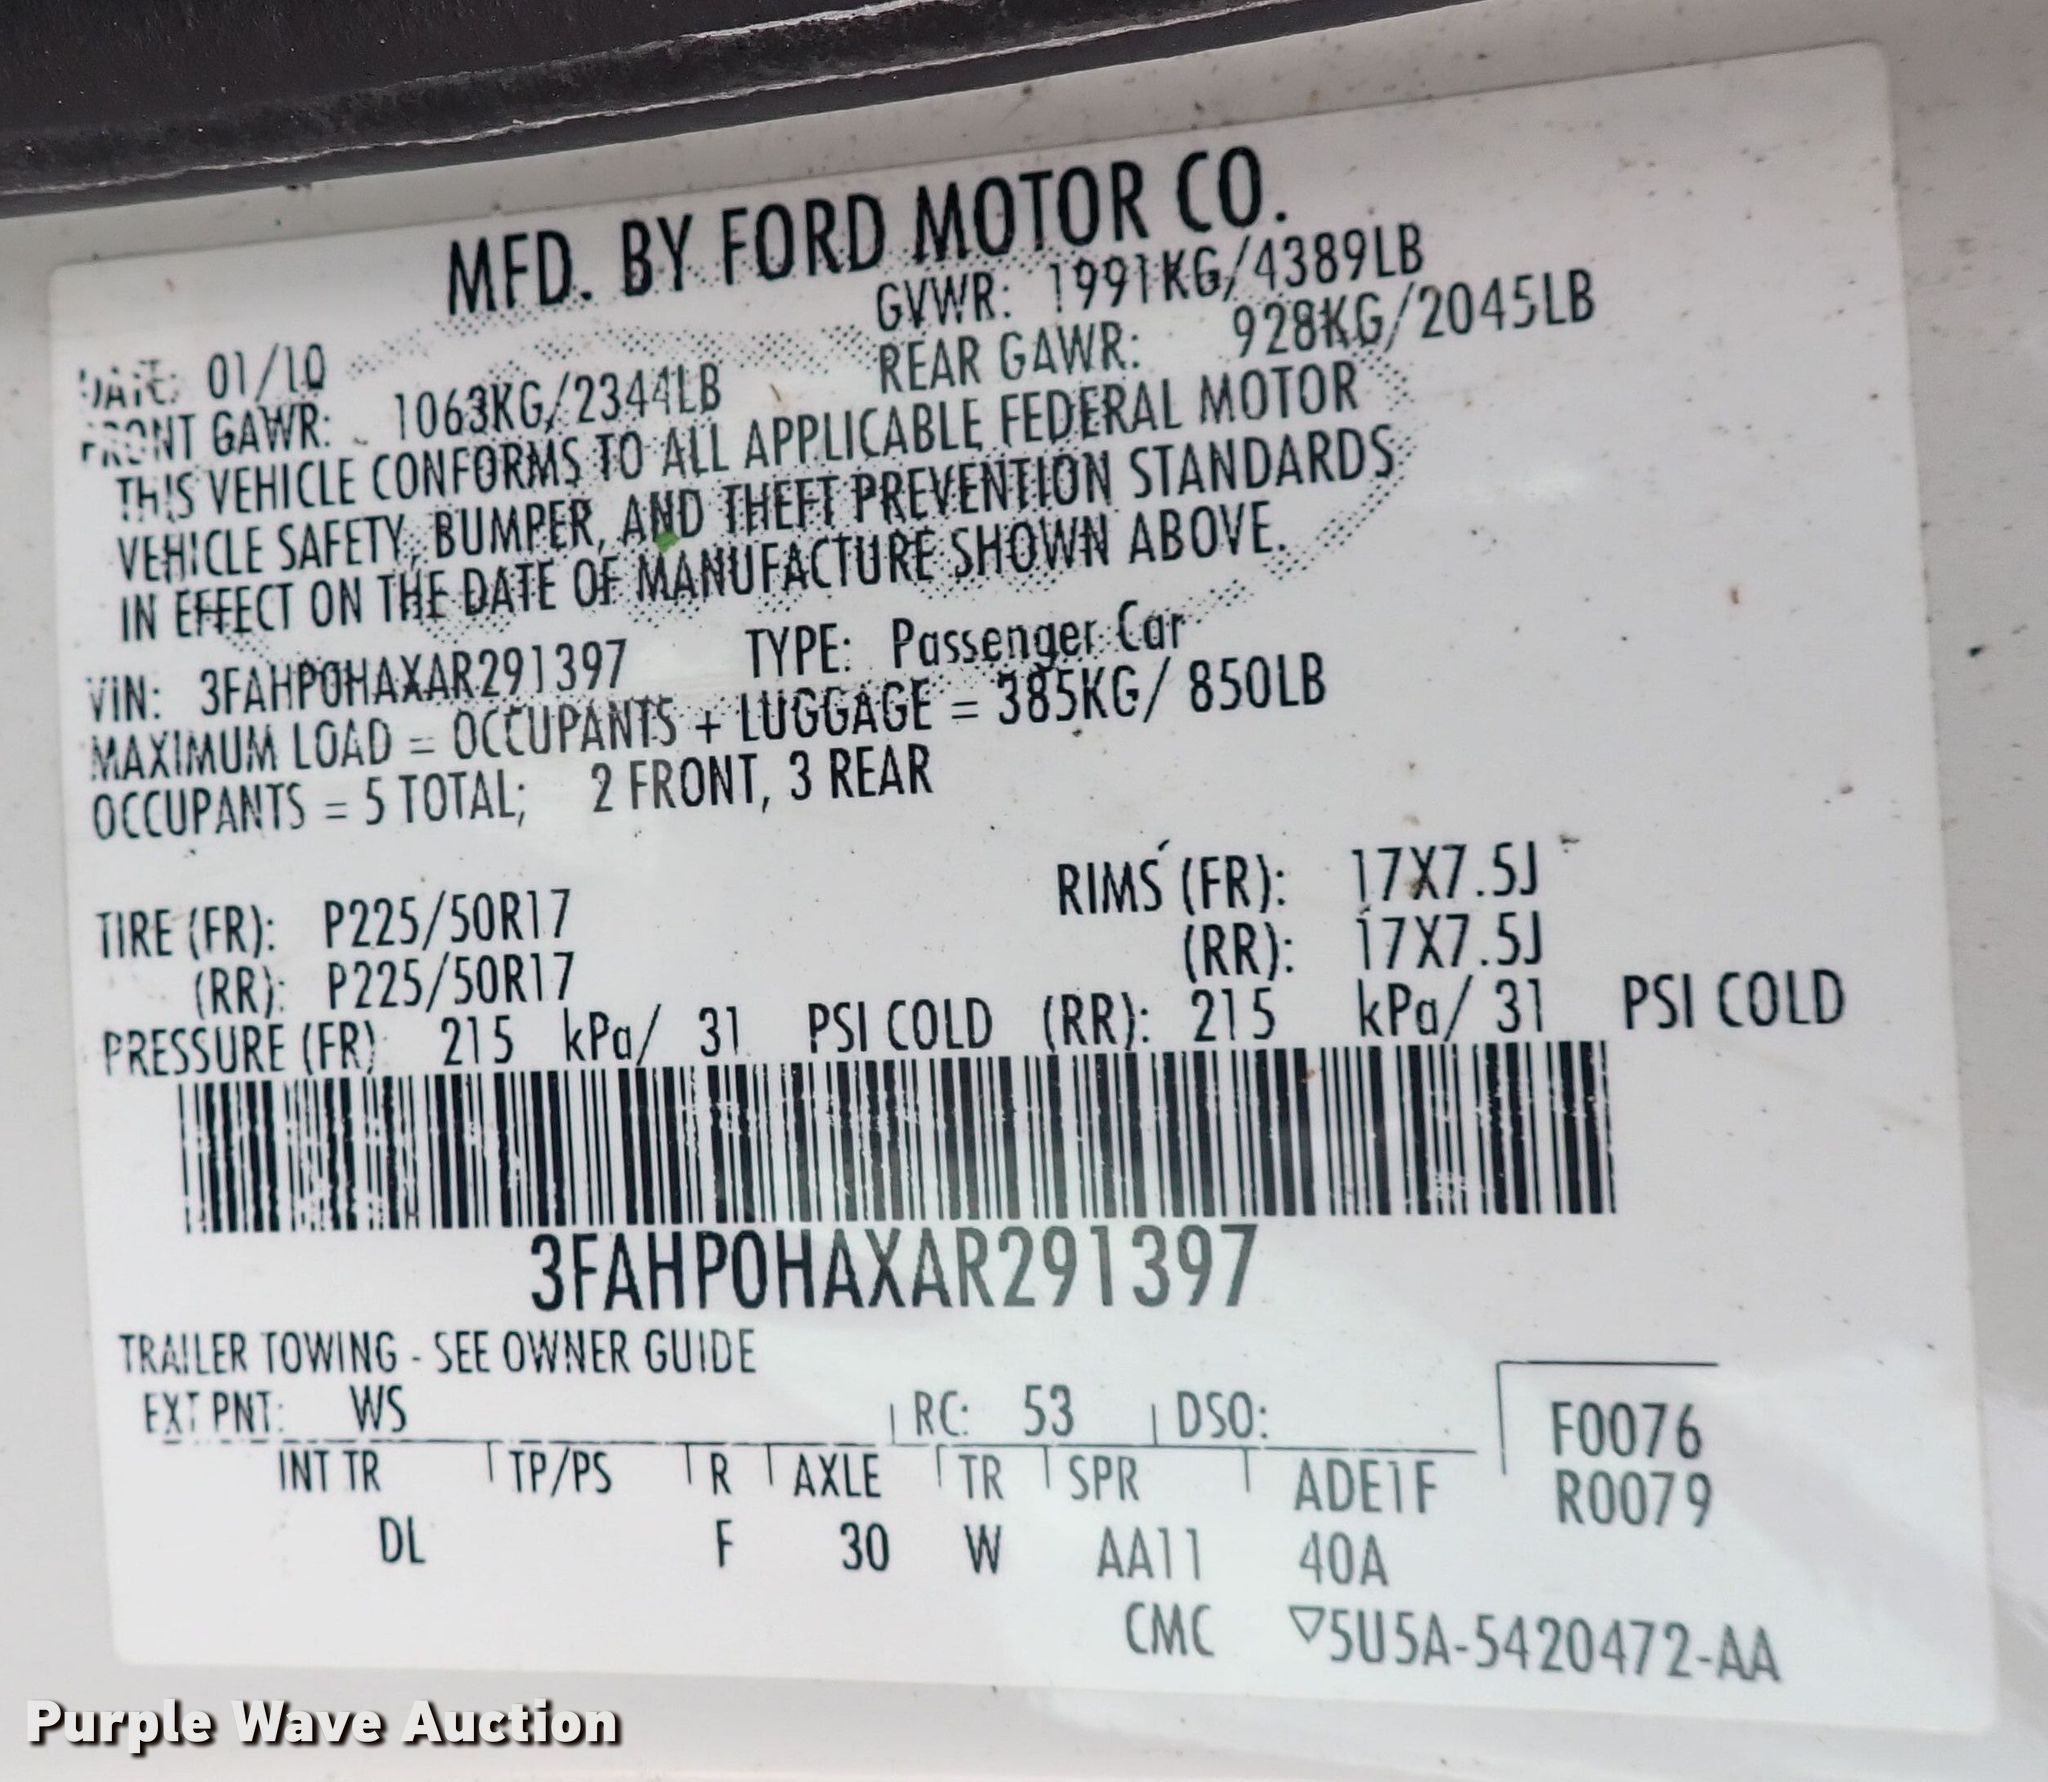 MFD. BY FORD MOTOR CO.
DATE: 01/10 GVWR: 1991KG/4389LB
FRONT GAWR: 1063KG/2344LB REAR GAWR: 928KG/2045LB
THIS VEHICLE CONFORMS TO ALL APPLICABLE FEDERAL MOTOR
VEHICLE SAFETY, BUMPER, AND THEFT PREVENTION STANDARDS
IN EFFECT ON THE DATE OF MANUFACTURE SHOWN ABOVE.
VIN: 3FAHP0HAXAR291397 TYPE: Passenger Car
MAXIMUM LOAD = OCCUPANTS + LUGGAGE = 385KG/ 850LB
OCCUPANTS = 5 TOTAL; 2 FRONT, 3 REAR
TIRE (FR): P225/50R17 RIMS (FR): 17X7.5J
(RR): P225/50R17 (RR): 17X7.5J
PRESSURE (FR) 215 kPa/ 31 PSI COLD (RR): 215 kPa/ 31 PSI COLD
3FAHP0HAXAR291397
TRAILER TOWING - SEE OWNER GUIDE
EXT PNT: WS RC: 53 DSO: F0076
INT TR TP/PS R AXLE TR SPR ADE1F R0079
DL F 30 W AA11 40A
CMC ▽5U5A-5420472-AA
Purple Wave Auction